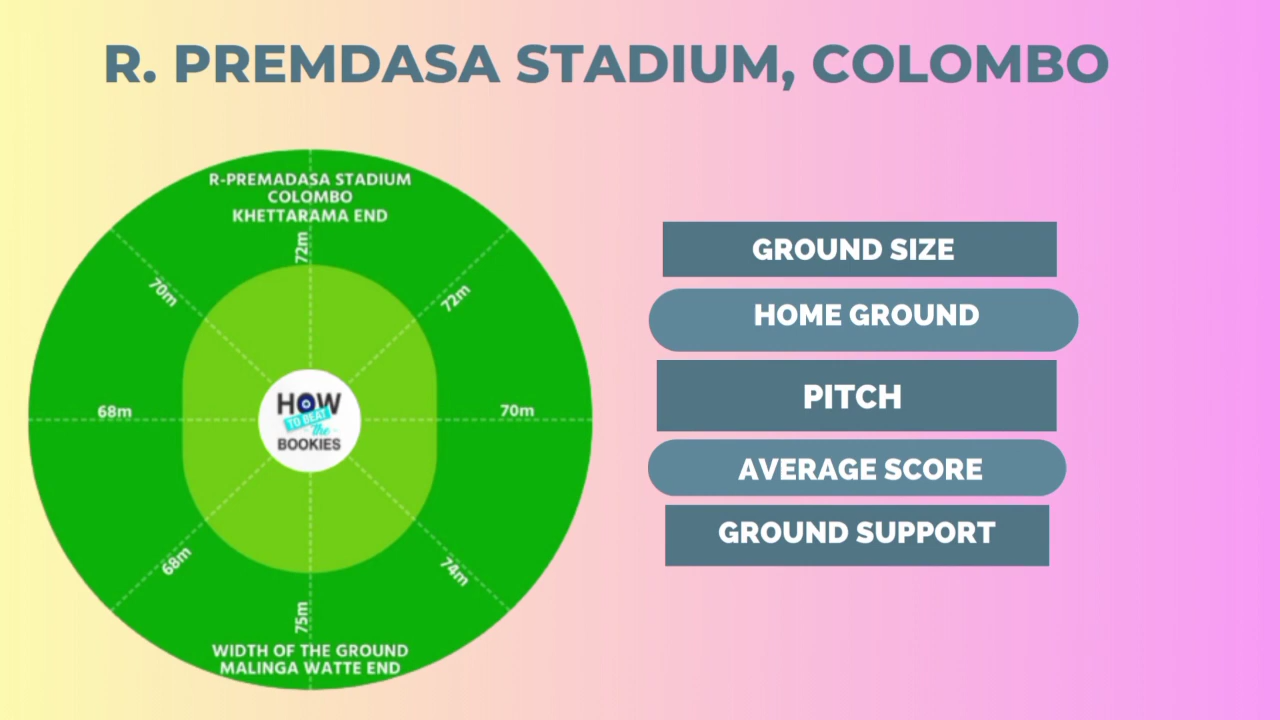 R. PREMDASA STADIUM, COLOMBO
R-PREMADASA STADIUM
COLOMBO
KHETTARAMA END
72m
70m
72m
68m
70m
HOW
TO BEAT
the
BOOKIES
68m
74m
75m
WIDTH OF THE GROUND
MALINGA WATTE END
GROUND SIZE
HOME GROUND
PITCH
AVERAGE SCORE
GROUND SUPPORT